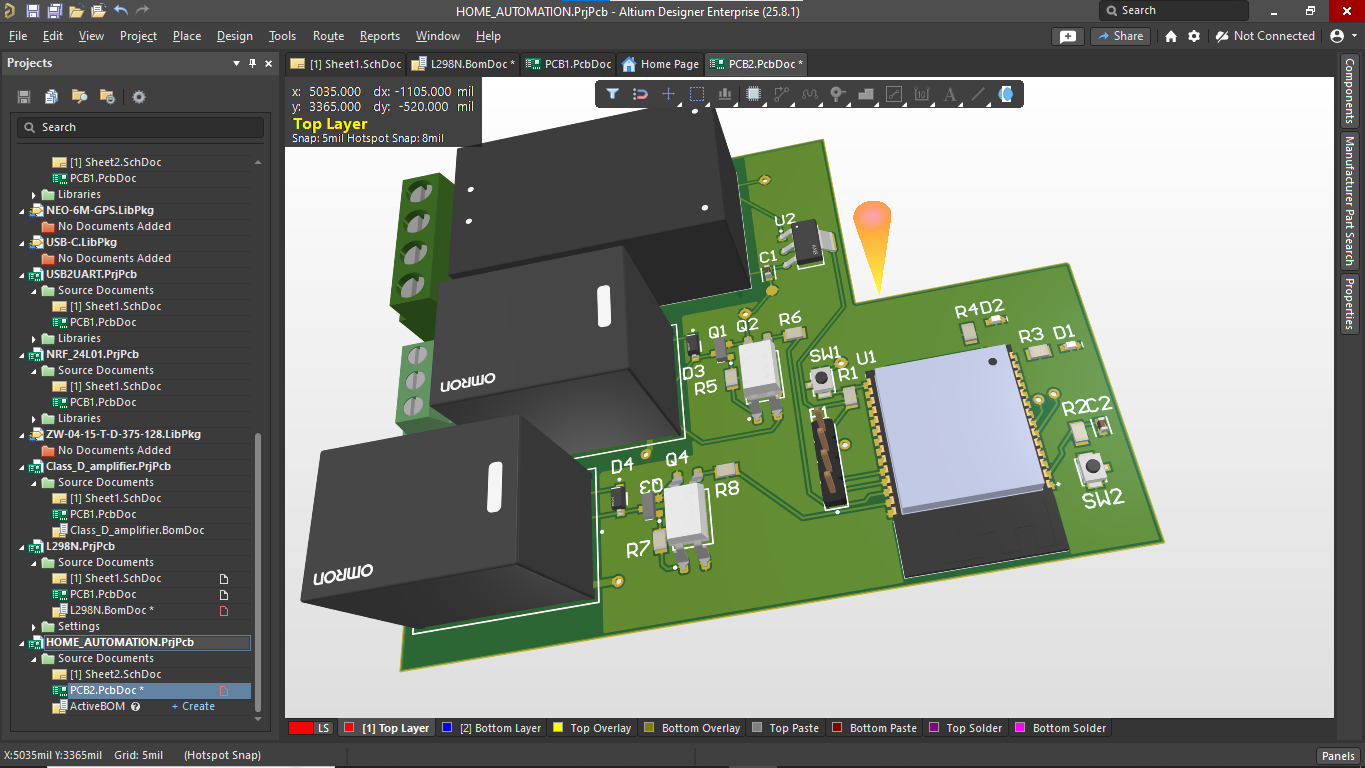 HOME_AUTOMATION.PrjPcb - Altium Designer Enterprise (25.8.1)
Search
File Edit View Project Place Design Tools Route Reports Window Help
Share
Not Connected
Projects
[1] Sheet1.SchDoc
L298N.BomDoc *
PCB1.PcbDoc
Home Page
PCB2.PcbDoc *
Search
[1] Sheet2.SchDoc
PCB1.PcbDoc
Libraries
NEO-6M-GPS.LibPkg
No Documents Added
USB-C.LibPkg
No Documents Added
USB2UART.PrjPcb
Source Documents
[1] Sheet1.SchDoc
PCB1.PcbDoc
Libraries
NRF_24L01.PrjPcb
Source Documents
[1] Sheet1.SchDoc
PCB1.PcbDoc
Libraries
ZW-04-15-T-D-375-128.LibPkg
No Documents Added
Class_D_amplifier.PrjPcb
Source Documents
[1] Sheet1.SchDoc
PCB1.PcbDoc
Class_D_amplifier.BomDoc
L298N.PrjPcb
Source Documents
[1] Sheet1.SchDoc
PCB1.PcbDoc
L298N.BomDoc *
Settings
HOME_AUTOMATION.PrjPcb
Source Documents
[1] Sheet2.SchDoc
PCB2.PcbDoc *
ActiveBOM
+ Create
x: 5035.000 dx: -1105.000 mil
y: 3365.000 dy: -520.000 mil
Top Layer
Snap: 5mil Hotspot Snap: 8mil
U2
C1
Q1
Q2
R6
D3
R5
SW1
R1
U1
R4
D2
R3
D1
R2
C2
SW2
OMRON
D4
Q4
Q3
R8
R7
OMRON
Components
Manufacturer Part Search
Properties
LS
[1] Top Layer
[2] Bottom Layer
Top Overlay
Bottom Overlay
Top Paste
Bottom Paste
Top Solder
Bottom Solder
X:5035mil Y:3365mil Grid: 5mil (Hotspot Snap)
Panels